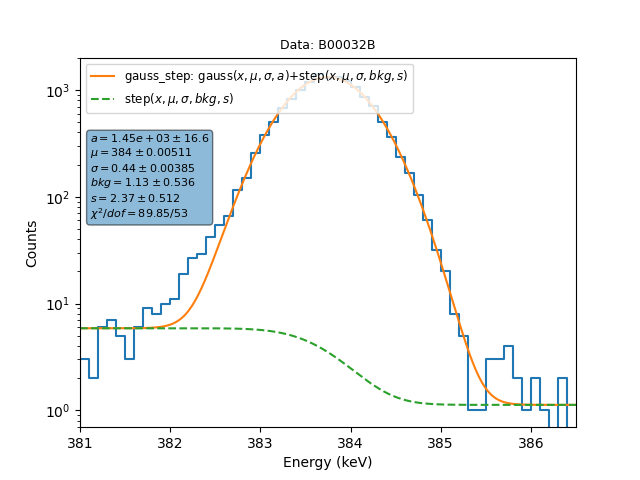 Data: B00032B
gauss_step: gauss(x, μ, σ, a)+step(x, μ, σ, bkg, s)
step(x, μ, σ, bkg, s)
a = 1.45e + 03 ± 16.6
μ = 384 ± 0.00511
σ = 0.44 ± 0.00385
bkg = 1.13 ± 0.536
s = 2.37 ± 0.512
χ²/dof = 89.85/53
10³
10²
10¹
10⁰
Counts
381 382 383 384 385 386
Energy (keV)